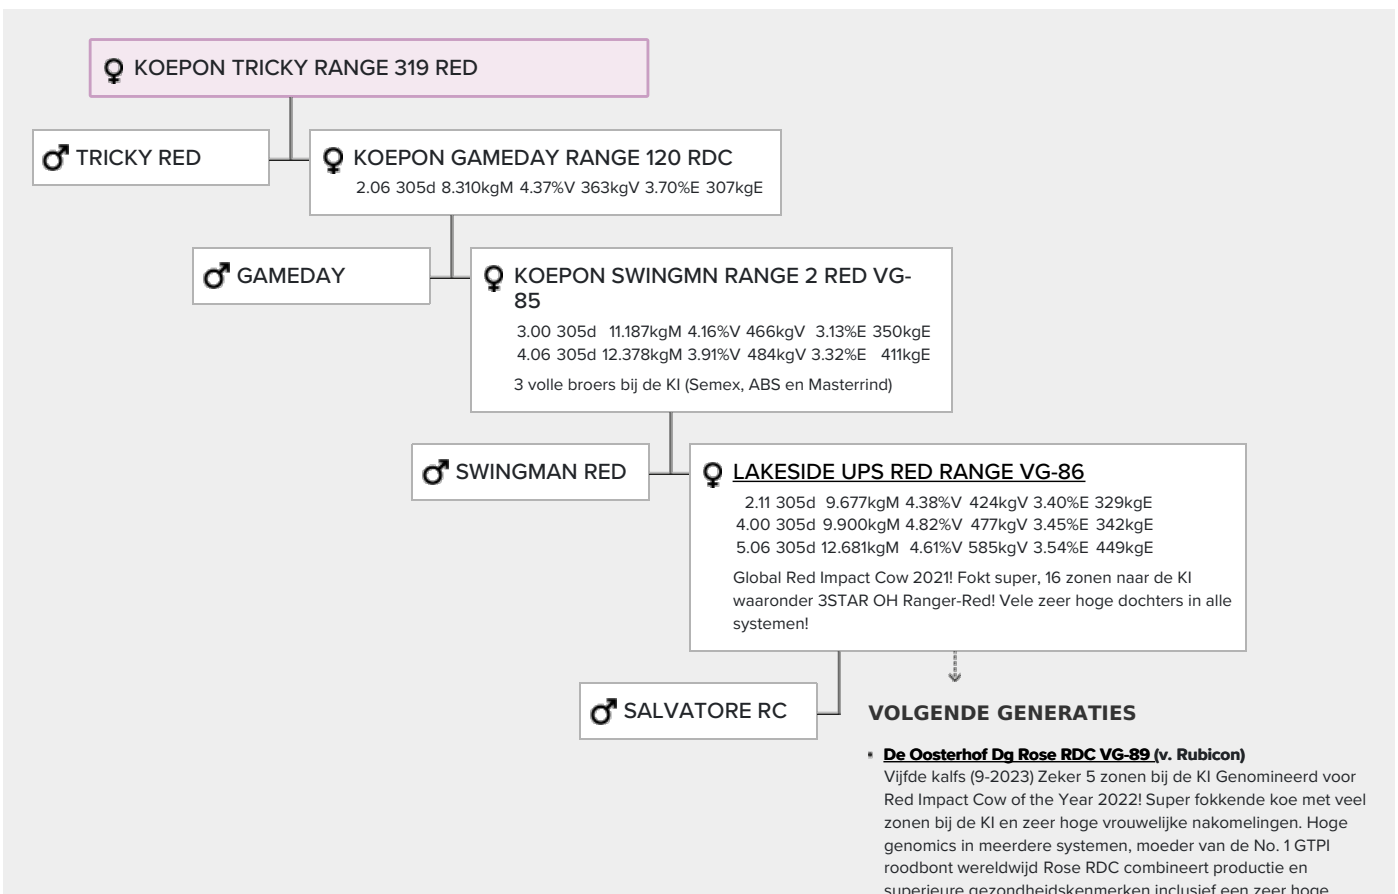 KOEPON TRICKY RANGE 319 RED
TRICKY RED
KOEPON GAMEDAY RANGE 120 RDC
2.06 305d 8.310kgM 4.37%V 363kgV 3.70%E 307kgE
GAMEDAY
KOEPON SWINGMN RANGE 2 RED VG-
85
3.00 305d 11.187kgM 4.16%V 466kgV 3.13%E 350kgE
4.06 305d 12.378kgM 3.91%V 484kgV 3.32%E 411kgE
3 volle broers bij de KI (Semex, ABS en Masterrind)
SWINGMAN RED
LAKESIDE UPS RED RANGE VG-86
2.11 305d 9.677kgM 4.38%V 424kgV 3.40%E 329kgE
4.00 305d 9.900kgM 4.82%V 477kgV 3.45%E 342kgE
5.06 305d 12.681kgM 4.61%V 585kgV 3.54%E 449kgE
Global Red Impact Cow 2021! Fokt super, 16 zonen naar de KI
waaronder 3STAR OH Ranger-Red! Vele zeer hoge dochters in alle
systemen!
SALVATORE RC
VOLGENDE GENERATIES
De Oosterhof Dg Rose RDC VG-89 (v. Rubicon)
Vijfde kalfs (9-2023) Zeker 5 zonen bij de KI Genomineerd voor
Red Impact Cow of the Year 2022! Super fokkende koe met veel
zonen bij de KI en zeer hoge vrouwelijke nakomelingen. Hoge
genomics in meerdere systemen, moeder van de No. 1 GTPI
roodbont wereldwijd Rose RDC combineert productie en
superieure gezondheidskenmerken inclusief een zeer hoge